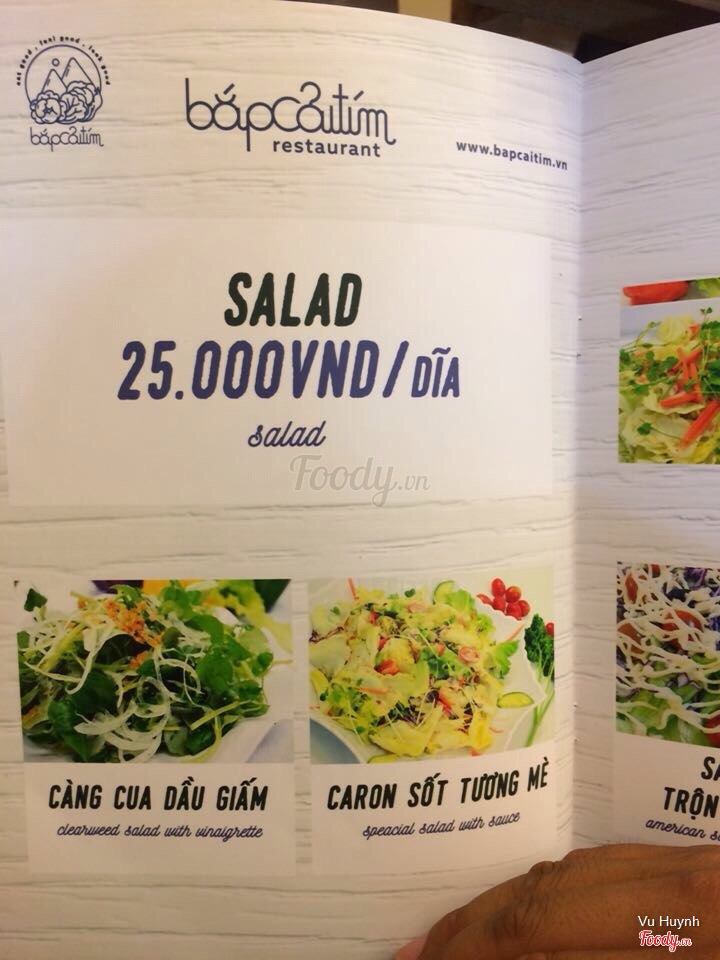 eat good . feel good . look good
bắpcảitím
bắpcảitím
restaurant
www.bapcaitim.vn
SALAD
25.000VND/DĨA
salad
Foody.vn
CÀNG CUA DẦU GIẤM
clearweed salad with vinaigrette
CARON SỐT TƯƠNG MÈ
speacial salad with sauce
SA
TRỘN
american sa
Vu Huynh
Foody.vn